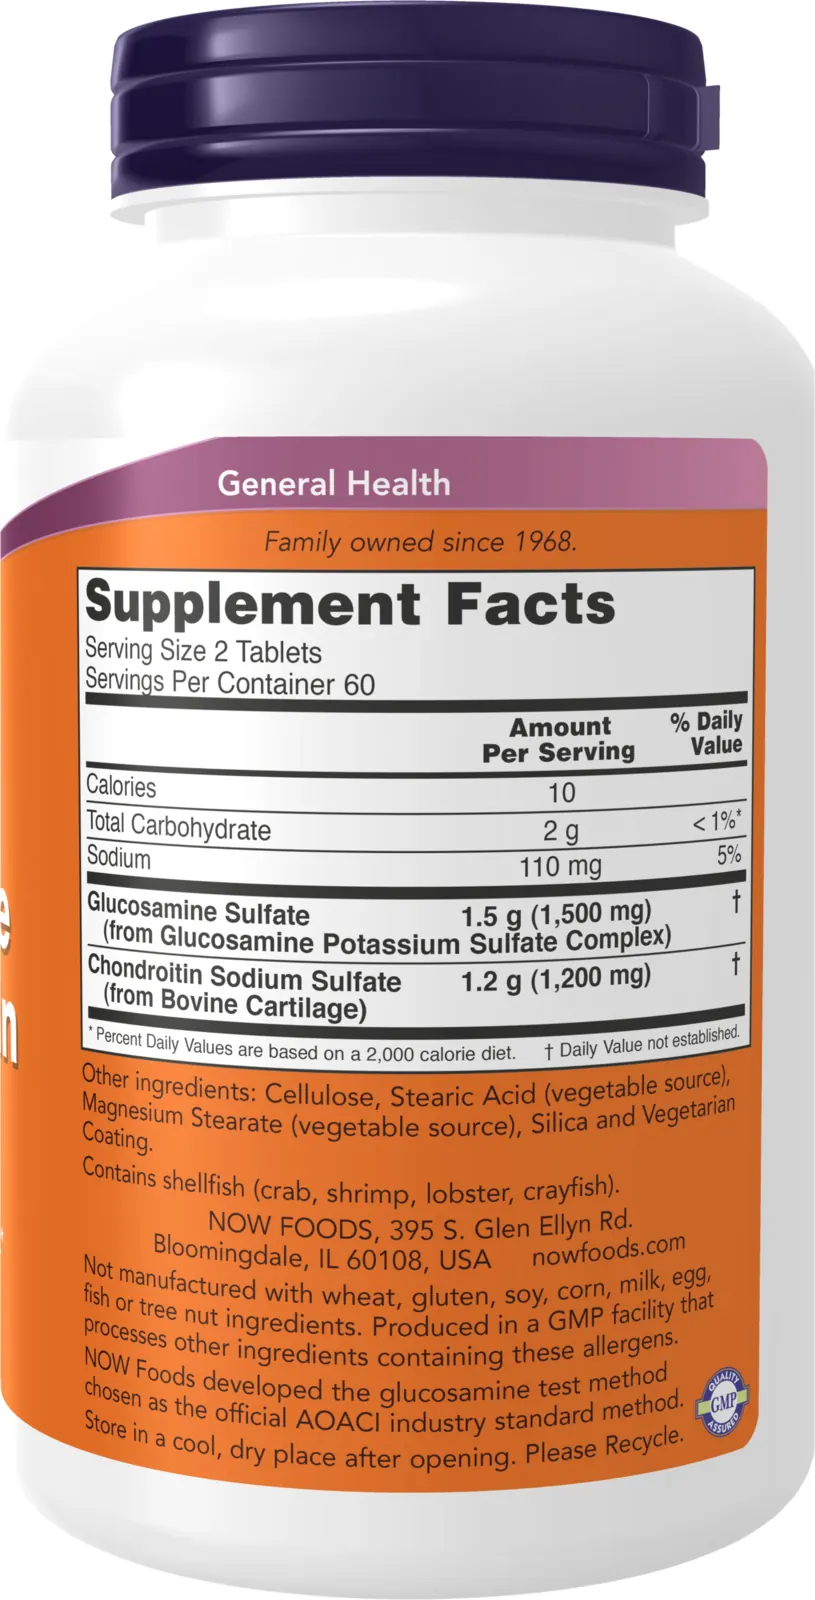 General Health
Family owned since 1968.
Supplement Facts
Serving Size 2 Tablets
Servings Per Container 60
Amount Per Serving % Daily Value
Calories 10
Total Carbohydrate 2 g < 1%*
Sodium 110 mg 5%
Glucosamine Sulfate 1.5 g (1,500 mg) †
(from Glucosamine Potassium Sulfate Complex)
Chondroitin Sodium Sulfate 1.2 g (1,200 mg) †
(from Bovine Cartilage)
* Percent Daily Values are based on a 2,000 calorie diet. † Daily Value not established.
Other ingredients: Cellulose, Stearic Acid (vegetable source),
Magnesium Stearate (vegetable source), Silica and Vegetarian
Coating.
Contains shellfish (crab, shrimp, lobster, crayfish).
NOW FOODS, 395 S. Glen Ellyn Rd.
Bloomingdale, IL 60108, USA nowfoods.com
Not manufactured with wheat, gluten, soy, corn, milk, egg,
fish or tree nut ingredients. Produced in a GMP facility that
processes other ingredients containing these allergens.
NOW Foods developed the glucosamine test method
chosen as the official AOACI industry standard method.
Store in a cool, dry place after opening. Please Recycle.
QUALITY
GMP
ASSURED
e
n